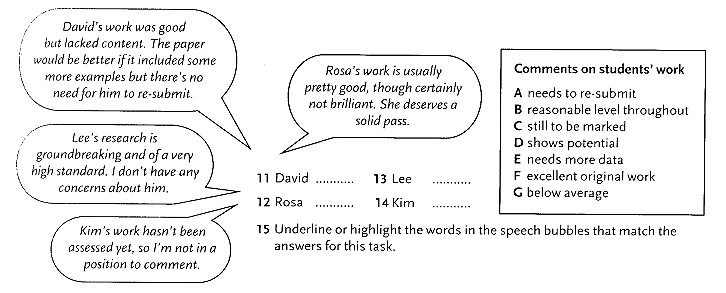 David's work was good
but lacked content. The paper
would be better if it included some
more examples but there's no
need for him to re-submit.
Rosa's work is usually
pretty good, though certainly
not brilliant. She deserves a
solid pass.
Lee's research is
groundbreaking and of a very
high standard. I don't have any
concerns about him.
Kim's work hasn't been
assessed yet, so I'm not in a
position to comment.
11 David ........... 13 Lee ...........
12 Rosa ........... 14 Kim ...........
15 Underline or highlight the words in the speech bubbles that match the
answers for this task.
Comments on students' work
A needs to re-submit
B reasonable level throughout
C still to be marked
D shows potential
E needs more data
F excellent original work
G below average